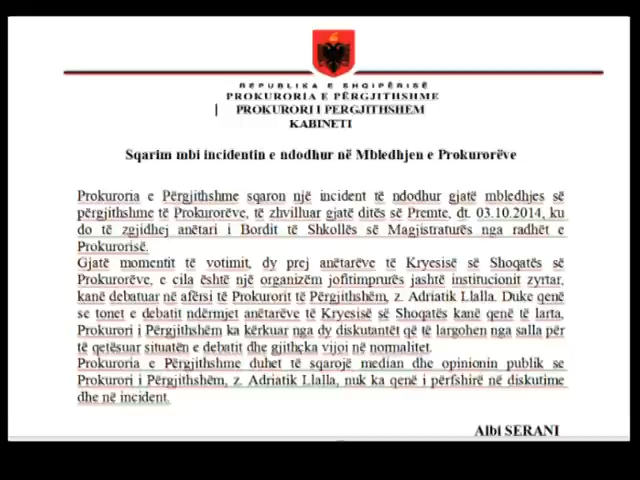 REPUBLIKA E SHQIPËRISË
PROKURORIA E PËRGJITHSHME
PROKURORI I PERGJITHSHEM
KABINETI
Sqarim mbi incidentin e ndodhur në Mbledhjen e Prokurorëve
Prokuroria e Përgjithshme sqaron një incident të ndodhur gjatë mbledhjes së
përgjithshme të Prokurorëve, të zhvilluar gjatë ditës së Premte, dt. 03.10.2014, ku
do të zgjidhej anëtari i Bordit të Shkollës së Magjistraturës nga radhët e
Prokurorisë.
Gjatë momentit të votimit, dy prej anëtarëve të Kryesisë së Shoqatës së
Prokurorëve, e cila është një organizëm jofitimprurës jashtë institucionit zyrtar,
kanë debatuar në afërsi të Prokurorit të Përgjithshëm, z. Adriatik Llalla. Duke qenë
se tonet e debatit ndërmjet anëtarëve të Kryesisë së Shoqatës kanë qenë të larta,
Prokurori i Përgjithshëm ka kërkuar nga dy diskutantët që të largohen nga salla për
të qetësuar situatën e debatit dhe gjithçka vijoi në normalitet.
Prokuroria e Përgjithshme duhet të sqarojë median dhe opinionin publik se
Prokurori i Përgjithshëm, z. Adriatik Llalla, nuk ka qenë i përfshirë në diskutime
dhe në incident.
Albi SERANI